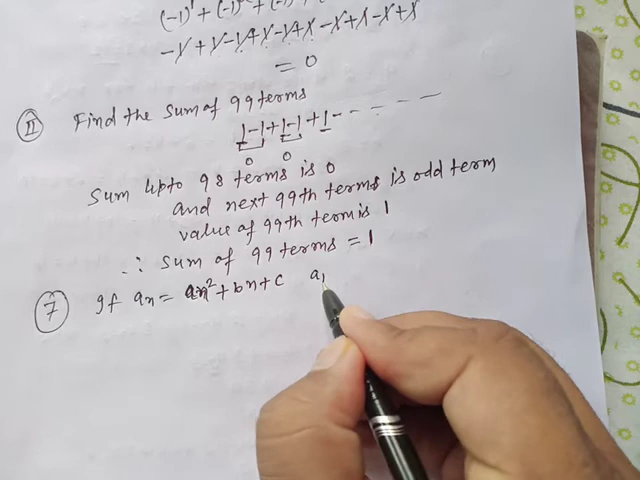 (-1)¹ + (-1)
-1+1-1+1-1+1-1+1-1+1
= 0
II Find the sum of 99 terms
1-1+1-1+1------
0 0
Sum upto 98 terms is 0
and next 99th terms is odd term
value of 99th term is 1
∴ sum of 99 terms = 1
7 If an = an²+bn+c a1